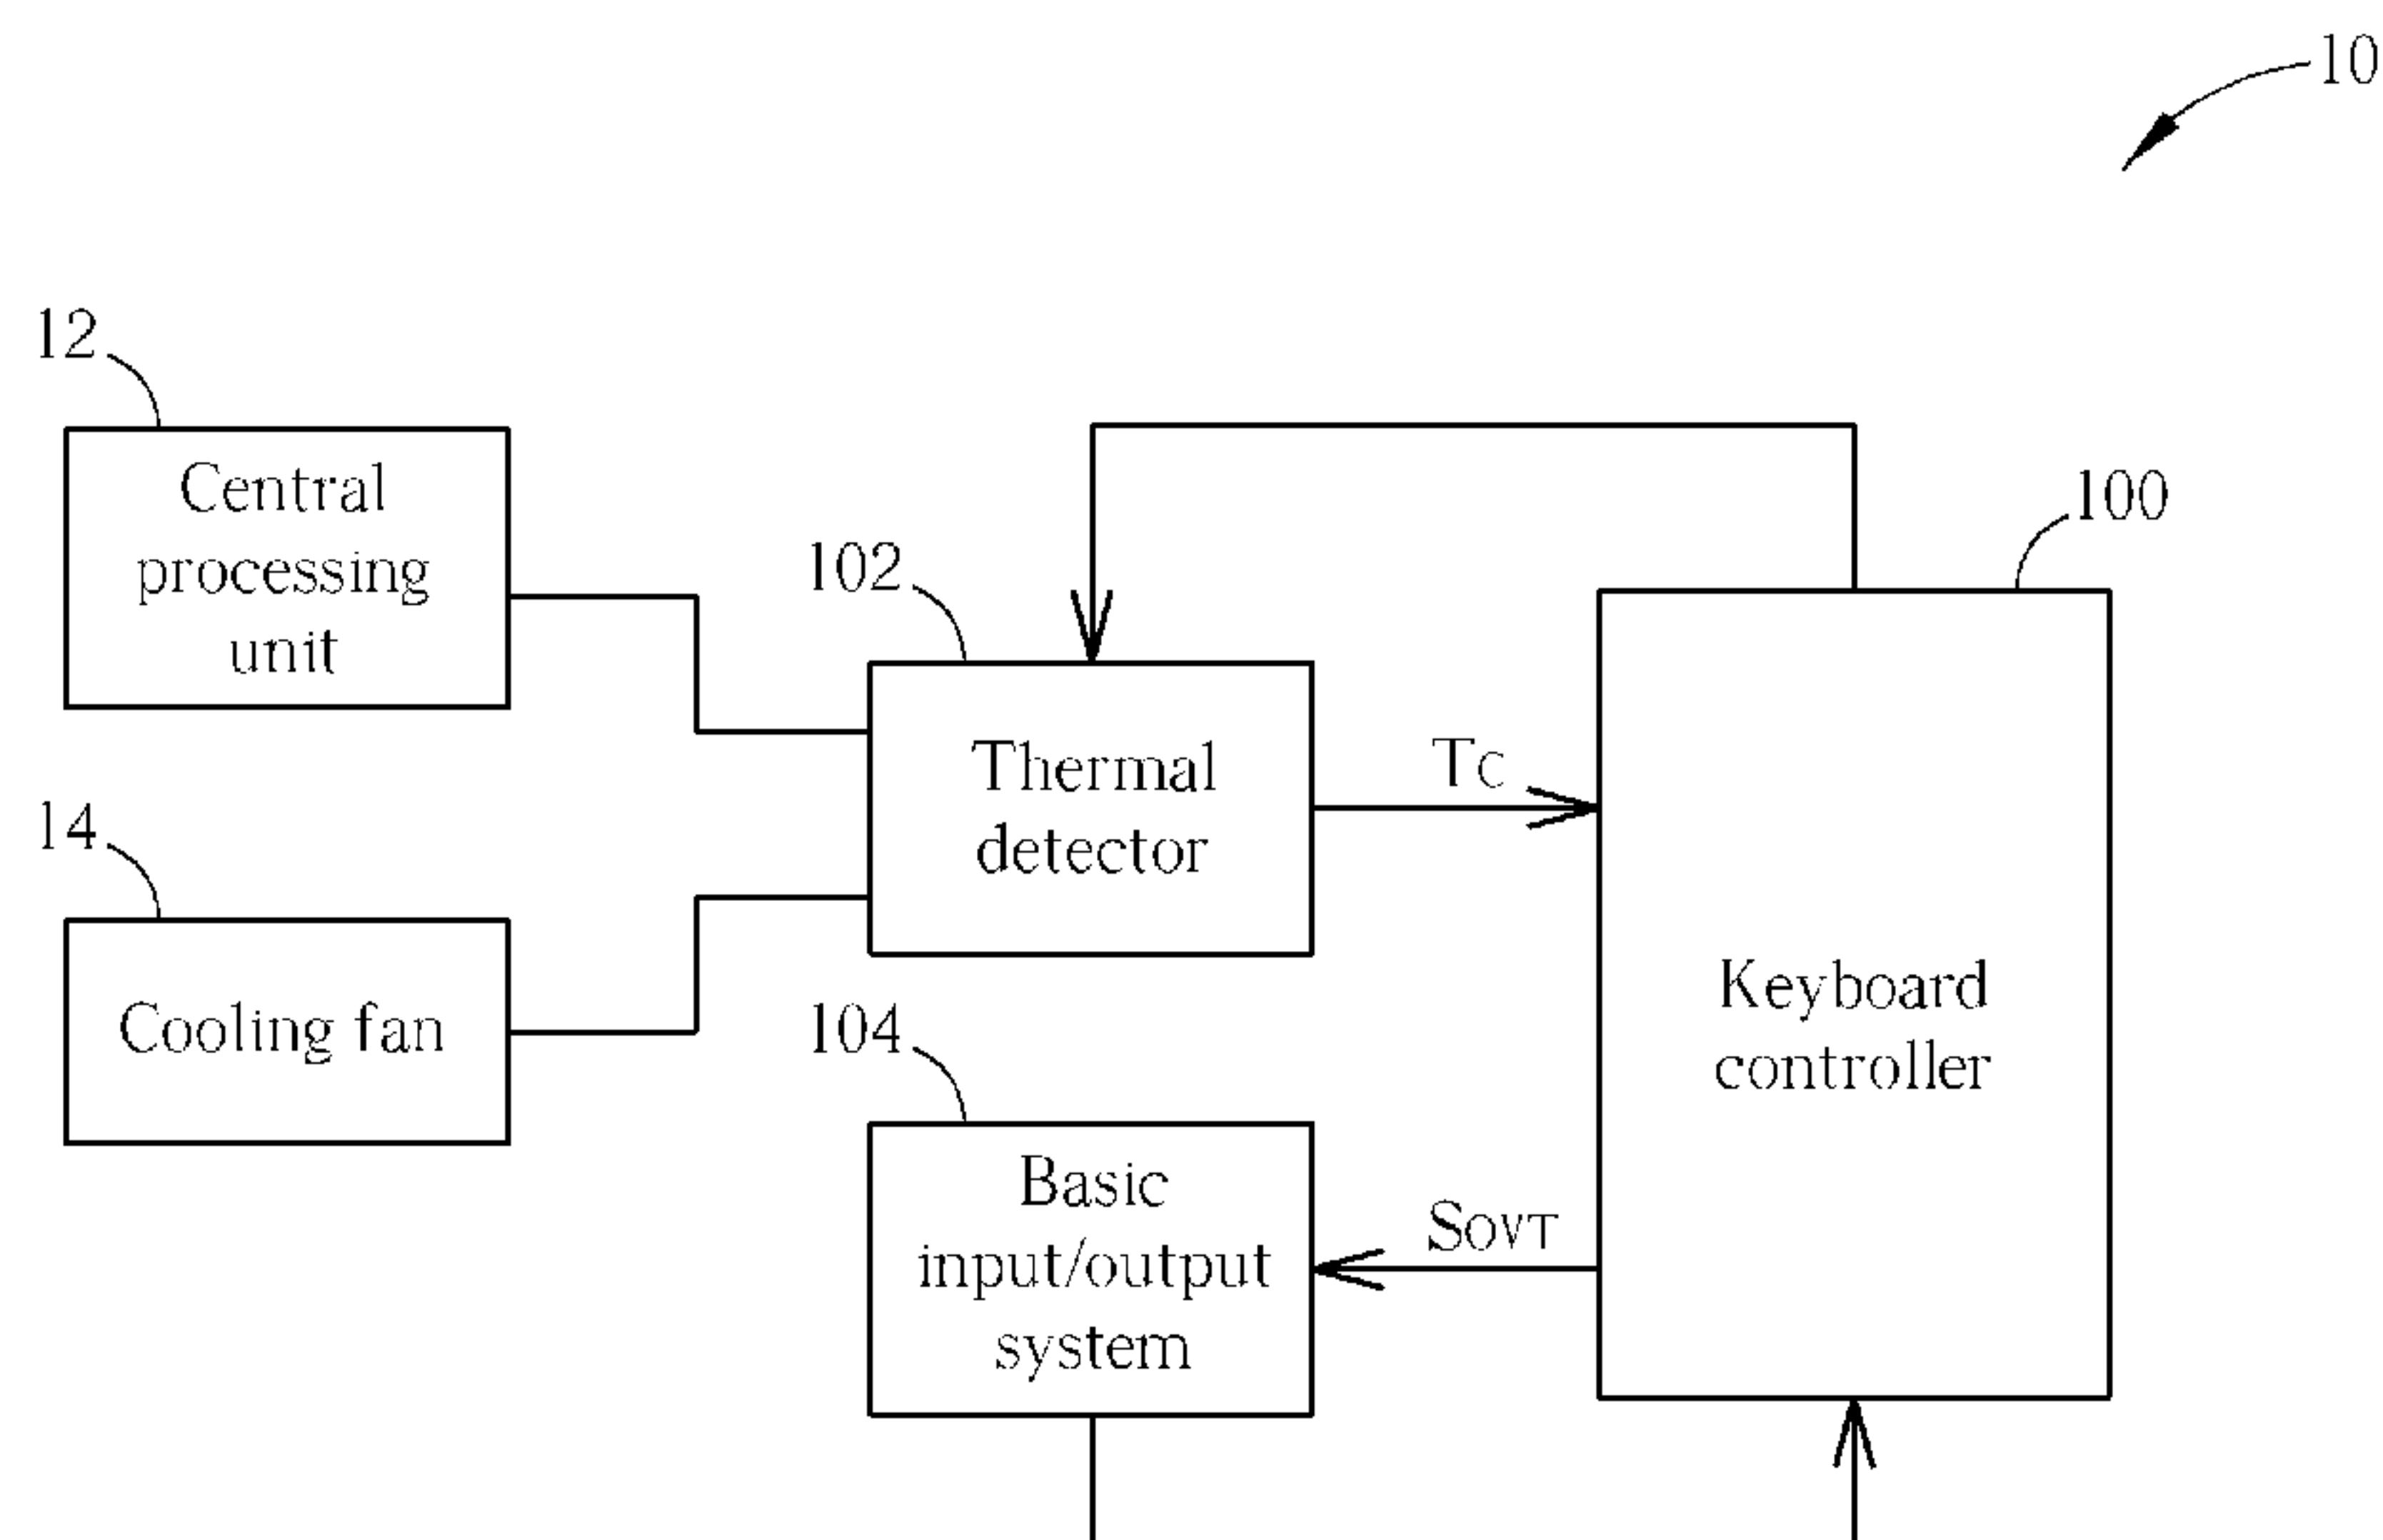 10
12
Central
processing
unit
100
102
Thermal
detector
TC
14
Cooling fan
Keyboard
controller
104
Basic
input/output
system
SOVT